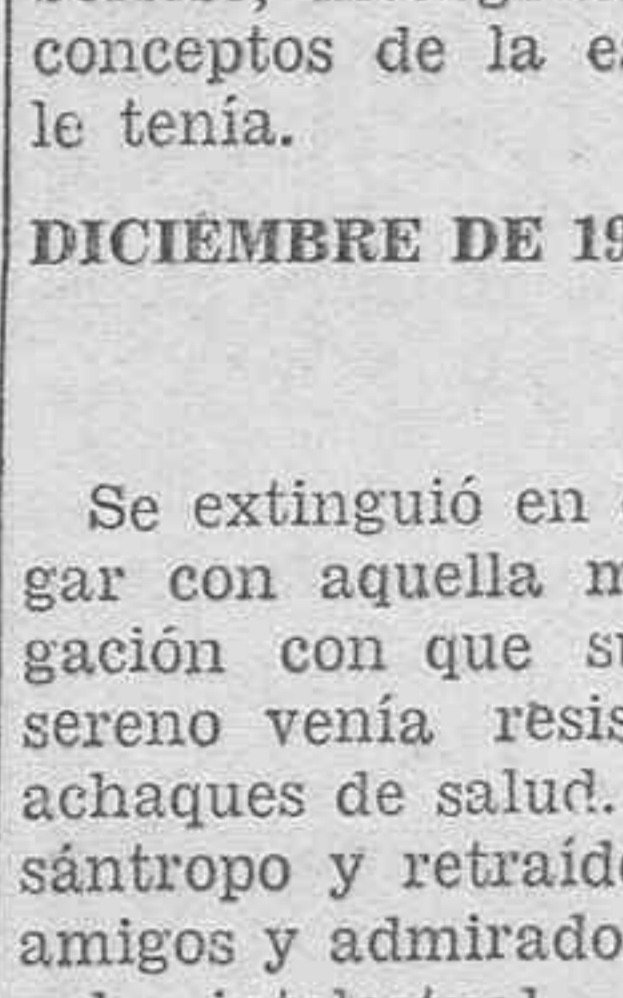 conceptos de la
le tenía.
DICIEMBRE DE 19
Se extinguió en
gar con aquella m
gación con que su
sereno venía resis
achaques de salud.
sántropo y retraíd
amigos y admirado